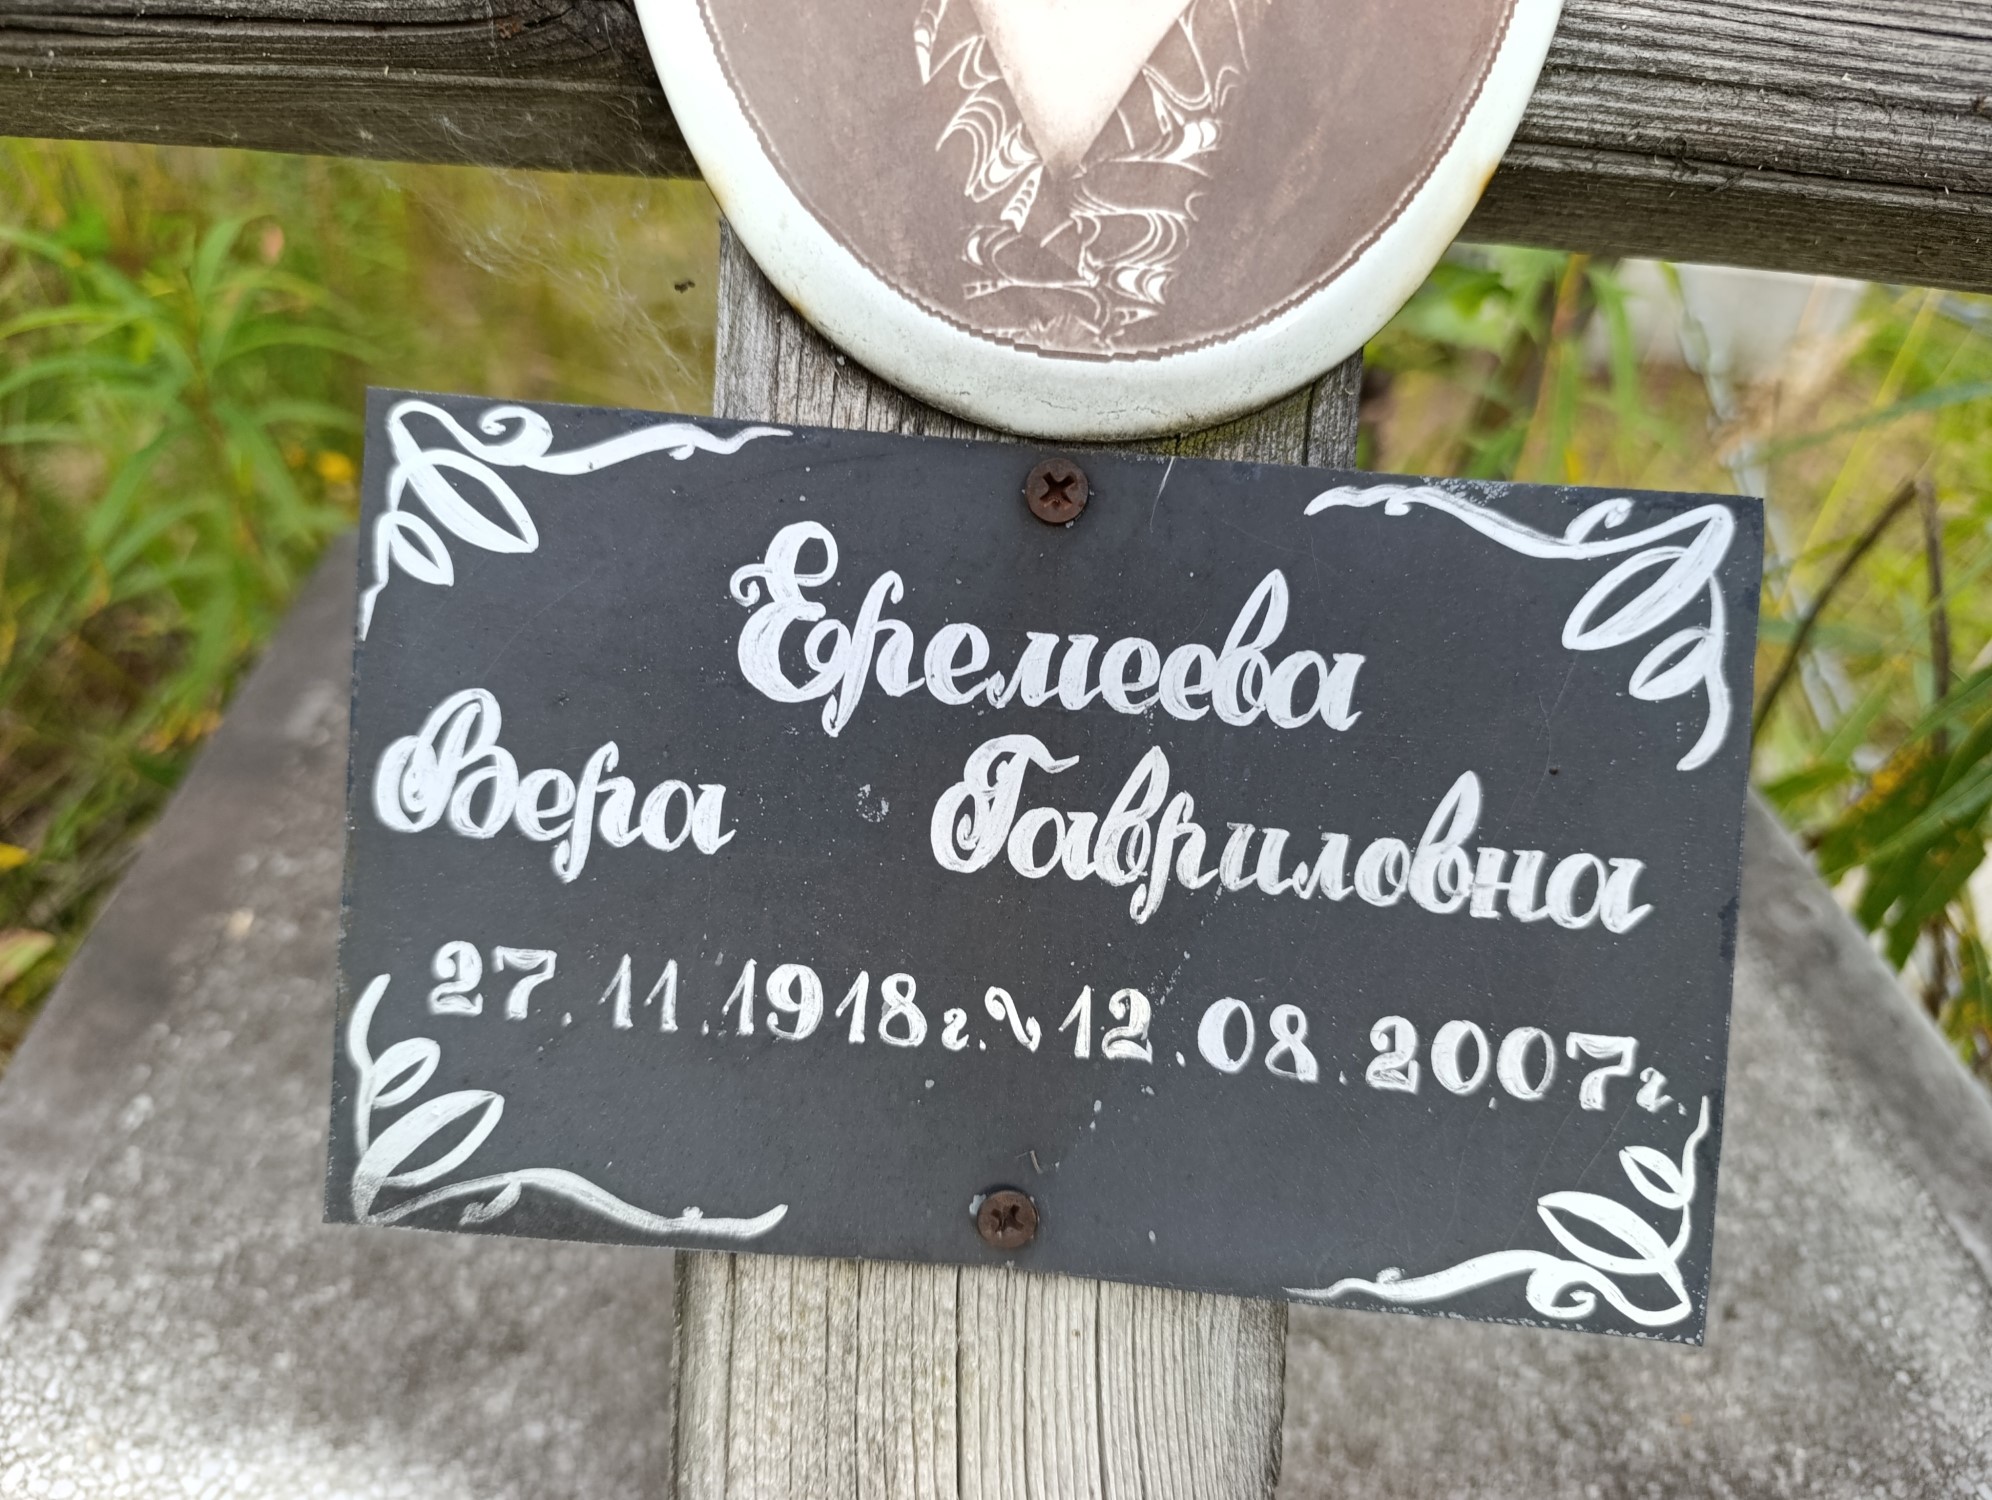 Еремеева
Вера Гавриловна
27.11.1918г.~12.08.2007г.